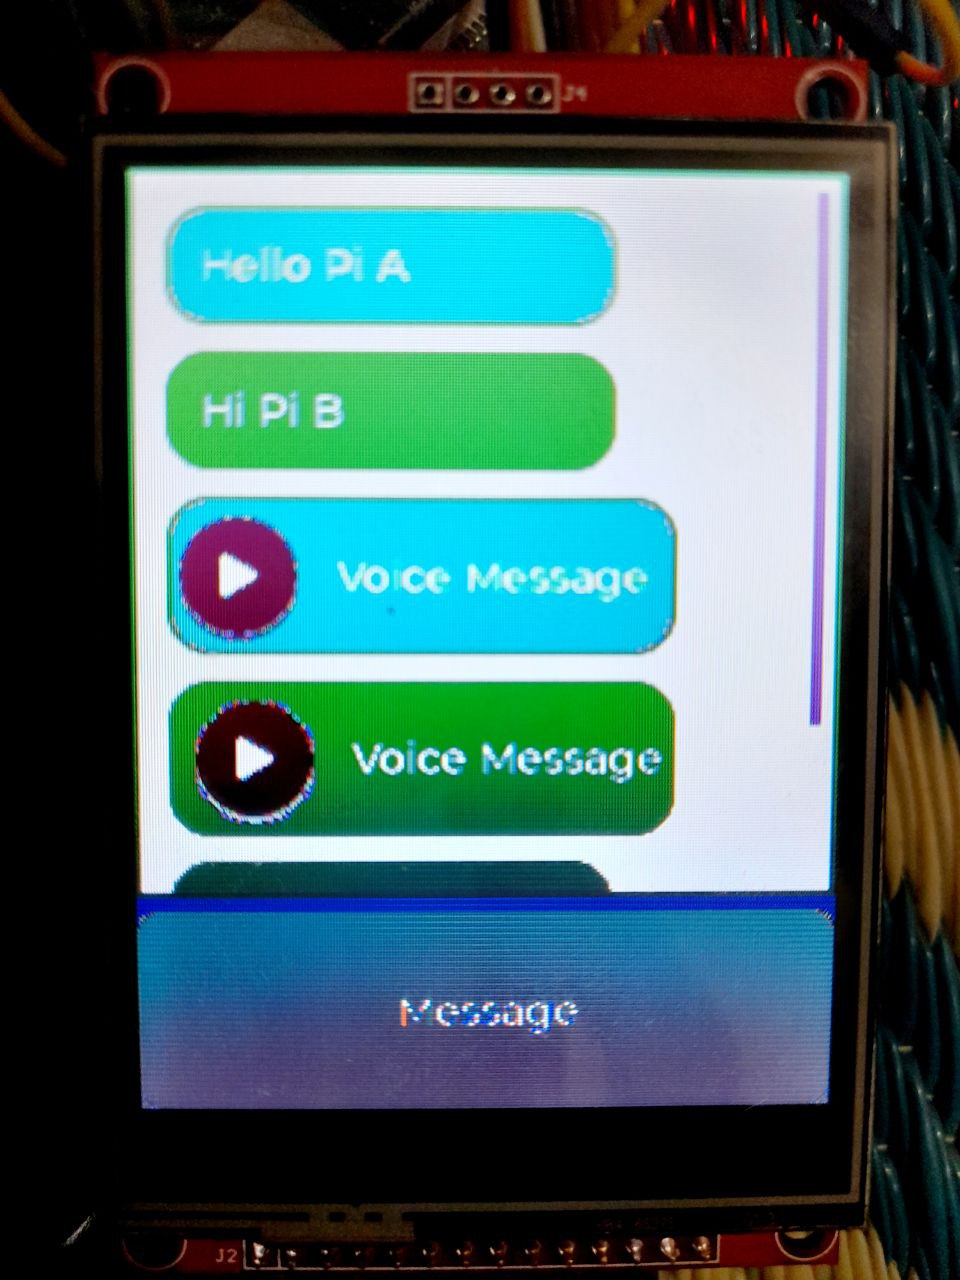 J4
Hello Pi A
Hi Pi B
Voice Message
Voice Message
Message
J2